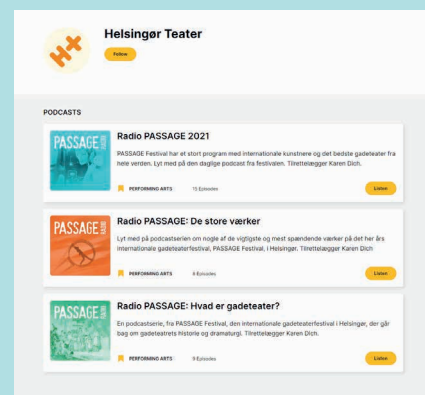 Helsingør Teater
Follow
PODCASTS
PASSAGE
RADIO
Radio PASSAGE 2021
PASSAGE Festival har et stort program med internationale kunstnere og det bedste gadeteater fra
hele verden. Lyt med på den daglige podcast fra festivalen. Tilrettelægger Karen Dich.
PERFORMING ARTS 15 Episodes
Listen
PASSAGE
RADIO
Radio PASSAGE: De store værker
Lyt med på podcastserien om nogle af de vigtigste og mest spændende værker på det her års
internationale gadeteaterfestival, PASSAGE Festival, i Helsingør. Tilrettelægger Karen Dich
PERFORMING ARTS 6 Episodes
Listen
PASSAGE
RADIO
Radio PASSAGE: Hvad er gadeteater?
En podcastserie, fra PASSAGE Festival, den internationale gadeteaterfestival i Helsingør, der går
bag om gadeteatrets historie og dramaturgi. Tilrettelægger Karen Dich.
PERFORMING ARTS 9 Episodes
Listen